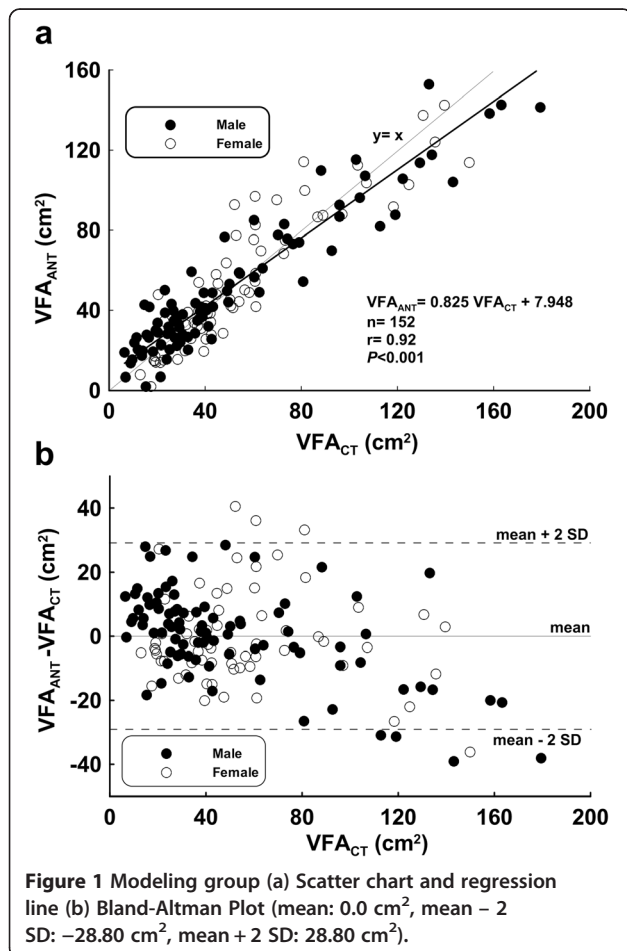 a
160
120
80
40
0
VFA_ANT (cm²)
Male
Female
y= x
VFA_ANT= 0.825 VFA_CT + 7.948
n= 152
r= 0.92
P<0.001
0 40 80 120 160 200
VFA_CT (cm²)
b
40
20
0
-20
-40
VFA_ANT -VFA_CT (cm²)
mean + 2 SD
mean
mean - 2 SD
Male
Female
0 40 80 120 160 200
VFA_CT (cm²)
Figure 1 Modeling group (a) Scatter chart and regression
line (b) Bland-Altman Plot (mean: 0.0 cm², mean – 2
SD: −28.80 cm², mean + 2 SD: 28.80 cm²).